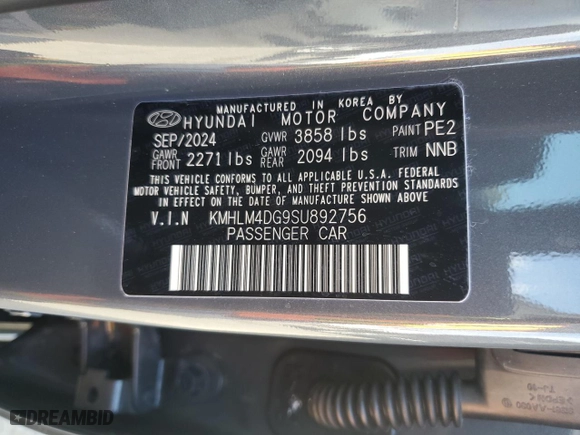 MANUFACTURED IN KOREA BY
HYUNDAI MOTOR COMPANY
SEP/2024 GVWR 3858 lbs PAINT PE2
GAWR FRONT 2271 lbs GAWR REAR 2094 lbs TRIM NNB
THIS VEHICLE CONFORMS TO ALL APPLICABLE U.S.A. FEDERAL
MOTOR VEHICLE SAFETY, BUMPER, AND THEFT PREVENTION STANDARDS
IN EFFECT ON THE DATE OF MANUFACTURE SHOWN ABOVE.
V.I.N KMHLM4DG9SU892756
PASSENGER CAR
DREAMBID